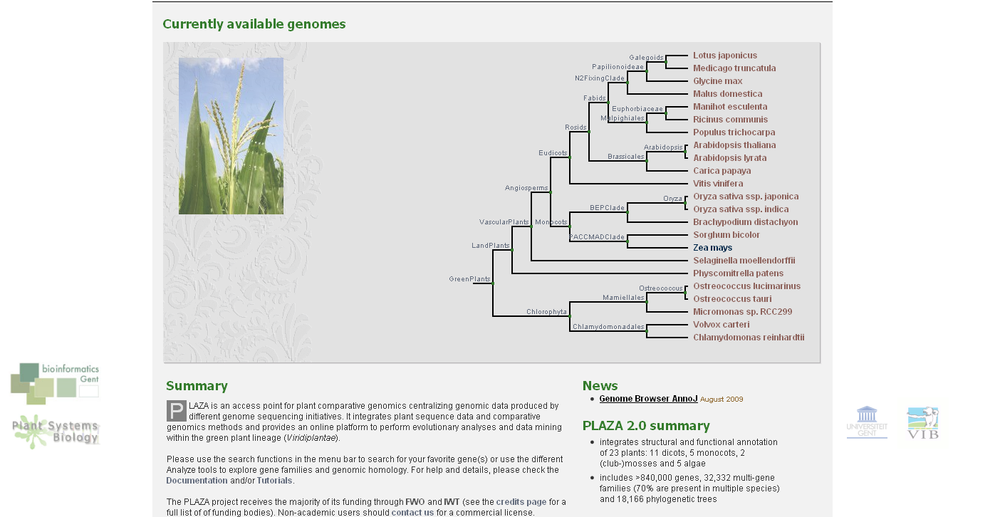 Currently available genomes
Galegoids
Lotus japonicus
Papilionoideae
Medicago truncatula
N2FixingClade
Glycine max
Malus domestica
Fabids
Euphorbiaceae
Manihot esculenta
Malpighiales
Ricinus communis
Rosids
Populus trichocarpa
Arabidopsis
Arabidopsis thaliana
Eudicots
Brassicales
Arabidopsis lyrata
Carica papaya
Angiosperms
Vitis vinifera
Oryza
Oryza sativa ssp. japonica
BEPClade
Oryza sativa ssp. indica
VascularPlants
Monocots
Brachypodium distachyon
PACCMADClade
Sorghum bicolor
LandPlants
Zea mays
Selaginella moellendorffii
GreenPlants
Physcomitrella patens
Ostreococcus
Ostreococcus lucimarinus
Mamiellales
Ostreococcus tauri
Chlorophyta
Micromonas sp. RCC299
Chlamydomonadales
Volvox carteri
Chlamydomonas reinhardtii
bioinformatics
Gent
Plant Systems
Biology
Summary
PLAZA is an access point for plant comparative genomics centralizing genomic data produced by
different genome sequencing initiatives. It integrates plant sequence data and comparative
genomics methods and provides an online platform to perform evolutionary analyses and data mining
within the green plant lineage (Viridiplantae).
Please use the search functions in the menu bar to search for your favorite gene(s) or use the different
Analyze tools to explore gene families and genomic homology. For help and details, please check the
Documentation and/or Tutorials.
The PLAZA project receives the majority of its funding through FWO and IWT (see the credits page for a
full list of of funding bodies). Non-academic users should contact us for a commercial license.
News
• Genome Browser AnnoJ August 2009
PLAZA 2.0 summary
• integrates structural and functional annotation
of 23 plants: 11 dicots, 5 monocots, 2
(club-)mosses and 5 algae
• includes >840,000 genes, 32,332 multi-gene
families (70% are present in multiple species)
and 18,166 phylogenetic trees
UNIVERSITEIT
GENT
VIB